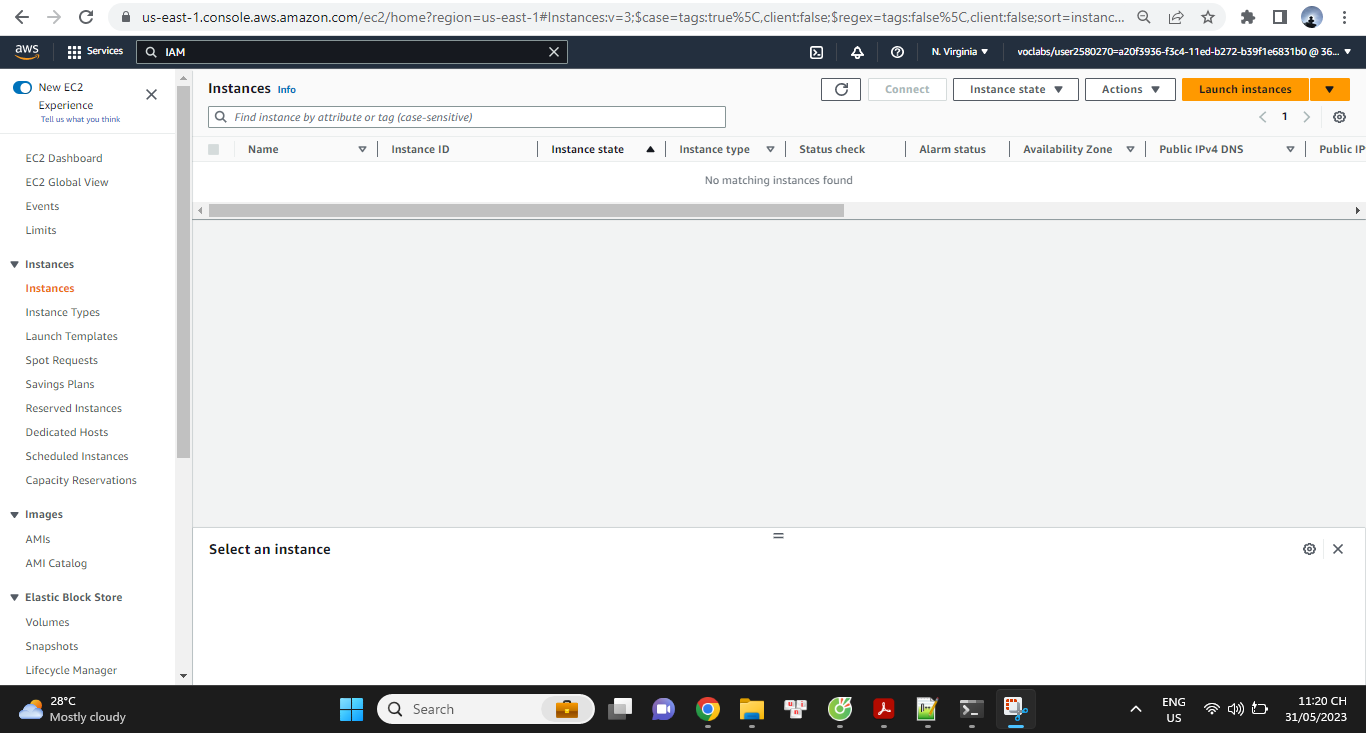 us-east-1.console.aws.amazon.com/ec2/home?region=us-east-1#Instances:v=3;$case=tags:true%5C,client:false;$regex=tags:false%5C,client:false;sort=instanc...
aws
Services
IAM
N. Virginia
voclabs/user2580270=a20f3936-f3c4-11ed-b272-b39f1e6831b0 @ 36...
New EC2
Experience
Tell us what you think
EC2 Dashboard
EC2 Global View
Events
Limits
Instances
Instances
Instance Types
Launch Templates
Spot Requests
Savings Plans
Reserved Instances
Dedicated Hosts
Scheduled Instances
Capacity Reservations
Images
AMIs
AMI Catalog
Elastic Block Store
Volumes
Snapshots
Lifecycle Manager
Instances Info
Connect
Instance state
Actions
Launch instances
Find instance by attribute or tag (case-sensitive)
1
Name Instance ID Instance state Instance type Status check Alarm status Availability Zone Public IPv4 DNS Public IP
No matching instances found
Select an instance
28°C
Mostly cloudy
Search
ENG
US
11:20 CH
31/05/2023